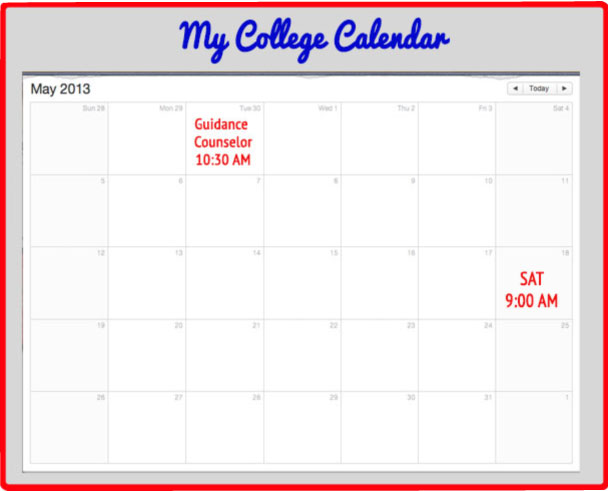 My College Calendar
May 2013
Today
Sun 28 Mon 29 Tue 30 Wed 1 Thu 2 Fri 3 Sat 4
Guidance
Counselor
10:30 AM
5 6 7 8 9 10 11
12 13 14 15 16 17 18
SAT
9:00 AM
19 20 21 22 23 24 25
26 27 28 29 30 31 1